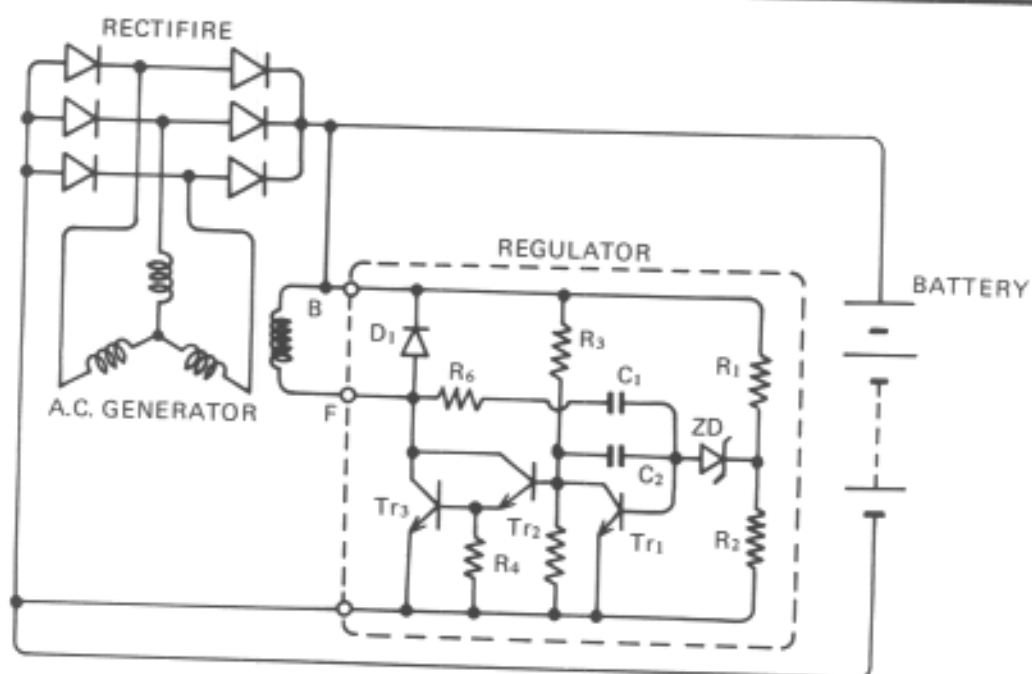 RECTIFIRE
REGULATOR
BATTERY
B
D1
R3
R1
R6
C1
A.C. GENERATOR
F
ZD
C2
Tr3
Tr2
Tr1
R4
R2